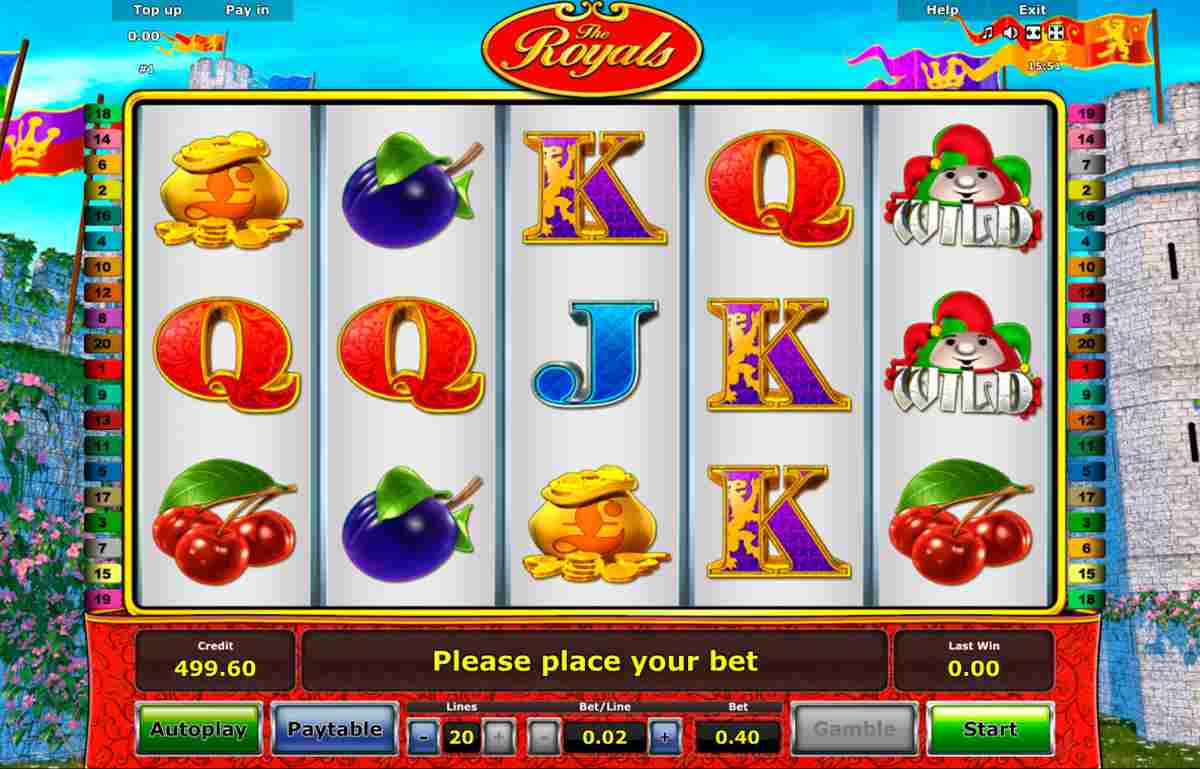 Top up Pay in Help Exit
The
Royals
0.00
#1
15:51
18
14
6
2
16
4
10
12
8
20
1
9
13
11
5
17
3
7
15
19
K Q
WILD
Q Q J K
WILD
K
19
14
7
2
16
4
10
13
8
20
1
9
12
11
5
17
3
6
15
18
Credit
499.60
Please place your bet
Last Win
0.00
Autoplay
Paytable
Lines
- 20 +
Bet/Line
- 0.02 +
Bet
0.40
Gamble
Start